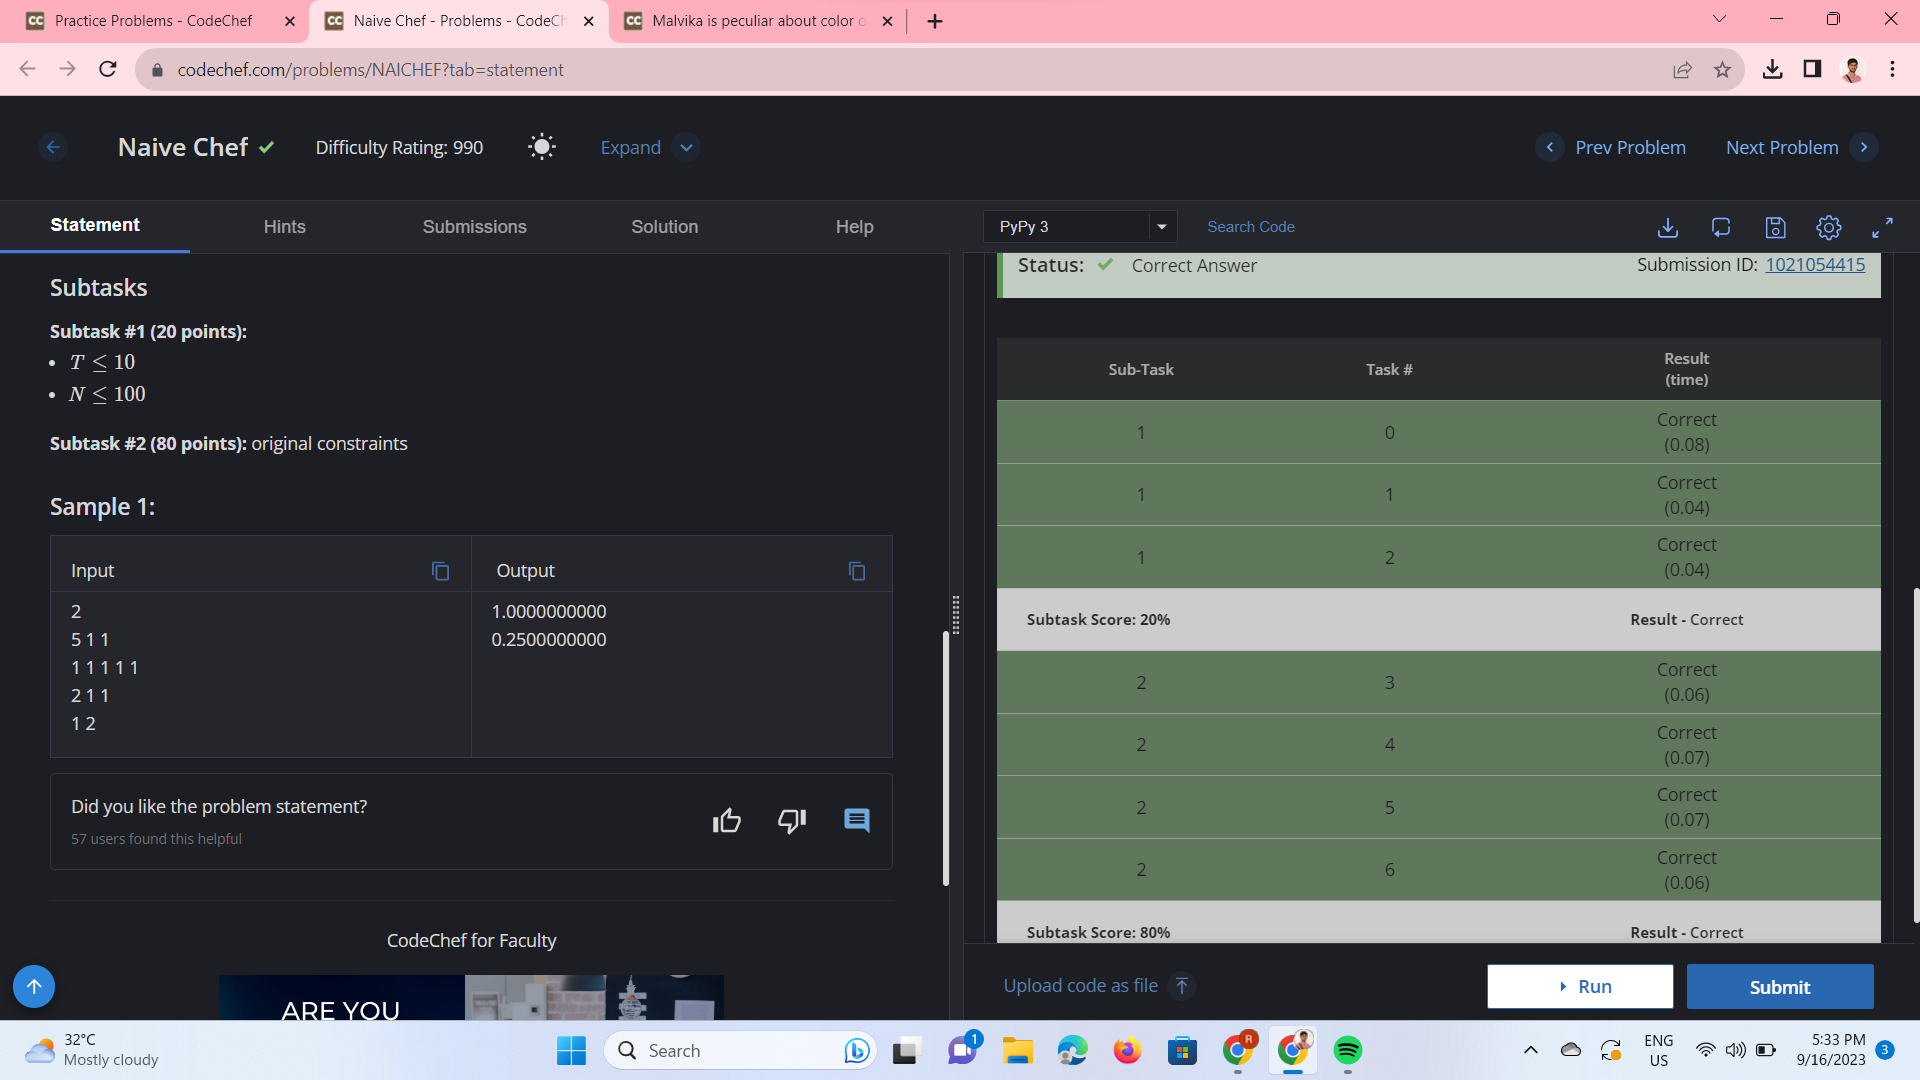 Practice Problems - CodeChef
Naive Chef - Problems - CodeCh
Malvika is peculiar about color o
codechef.com/problems/NAICHEF?tab=statement
Naive Chef
Difficulty Rating: 990
Expand
Prev Problem
Next Problem
Statement
Hints
Submissions
Solution
Help
PyPy 3
Search Code
Subtasks
Subtask #1 (20 points):
• T ≤ 10
• N ≤ 100
Subtask #2 (80 points): original constraints
Sample 1:
Input
Output
2
5 1 1
1 1 1 1 1
2 1 1
1 2
1.0000000000
0.2500000000
Did you like the problem statement?
57 users found this helpful
CodeChef for Faculty
ARE YOU
Status: Correct Answer
Submission ID: 1021054415
Sub-Task Task # Result
(time)
1 0 Correct
(0.08)
1 1 Correct
(0.04)
1 2 Correct
(0.04)
Subtask Score: 20% Result - Correct
2 3 Correct
(0.06)
2 4 Correct
(0.07)
2 5 Correct
(0.07)
2 6 Correct
(0.06)
Subtask Score: 80% Result - Correct
Upload code as file
Run
Submit
32°C
Mostly cloudy
Search
1
R
ENG
US
5:33 PM
9/16/2023
3